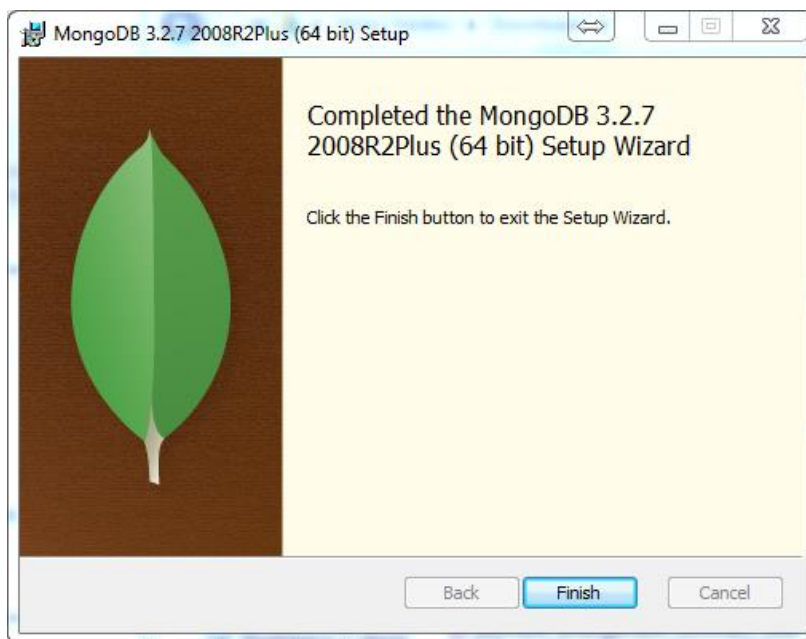 MongoDB 3.2.7 2008R2Plus (64 bit) Setup
Completed the MongoDB 3.2.7
2008R2Plus (64 bit) Setup Wizard
Click the Finish button to exit the Setup Wizard.
Back
Finish
Cancel